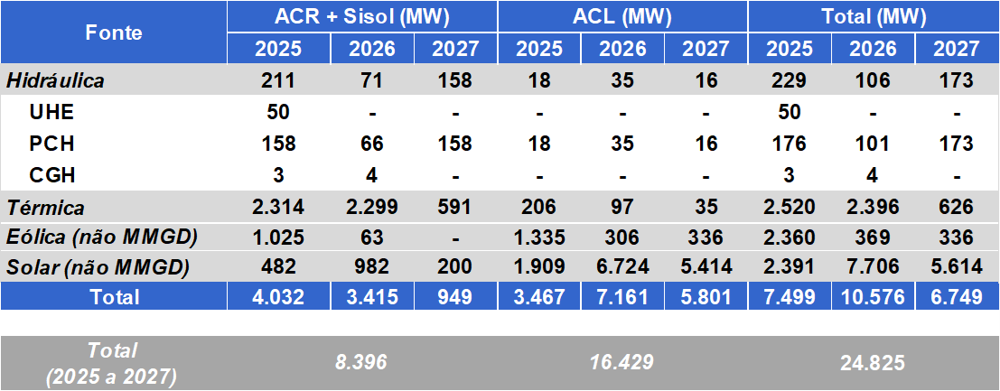 Fonte ACR + Sisol (MW) ACL (MW) Total (MW)
2025 2026 2027 2025 2026 2027 2025 2026 2027
Hidráulica 211 71 158 18 35 16 229 106 173
UHE 50 - - - - - 50 - -
PCH 158 66 158 18 35 16 176 101 173
CGH 3 4 - - - - 3 4 -
Térmica 2.314 2.299 591 206 97 35 2.520 2.396 626
Eólica (não MMGD) 1.025 63 - 1.335 306 336 2.360 369 336
Solar (não MMGD) 482 982 200 1.909 6.724 5.414 2.391 7.706 5.614
Total 4.032 3.415 949 3.467 7.161 5.801 7.499 10.576 6.749
Total
(2025 a 2027) 8.396 16.429 24.825